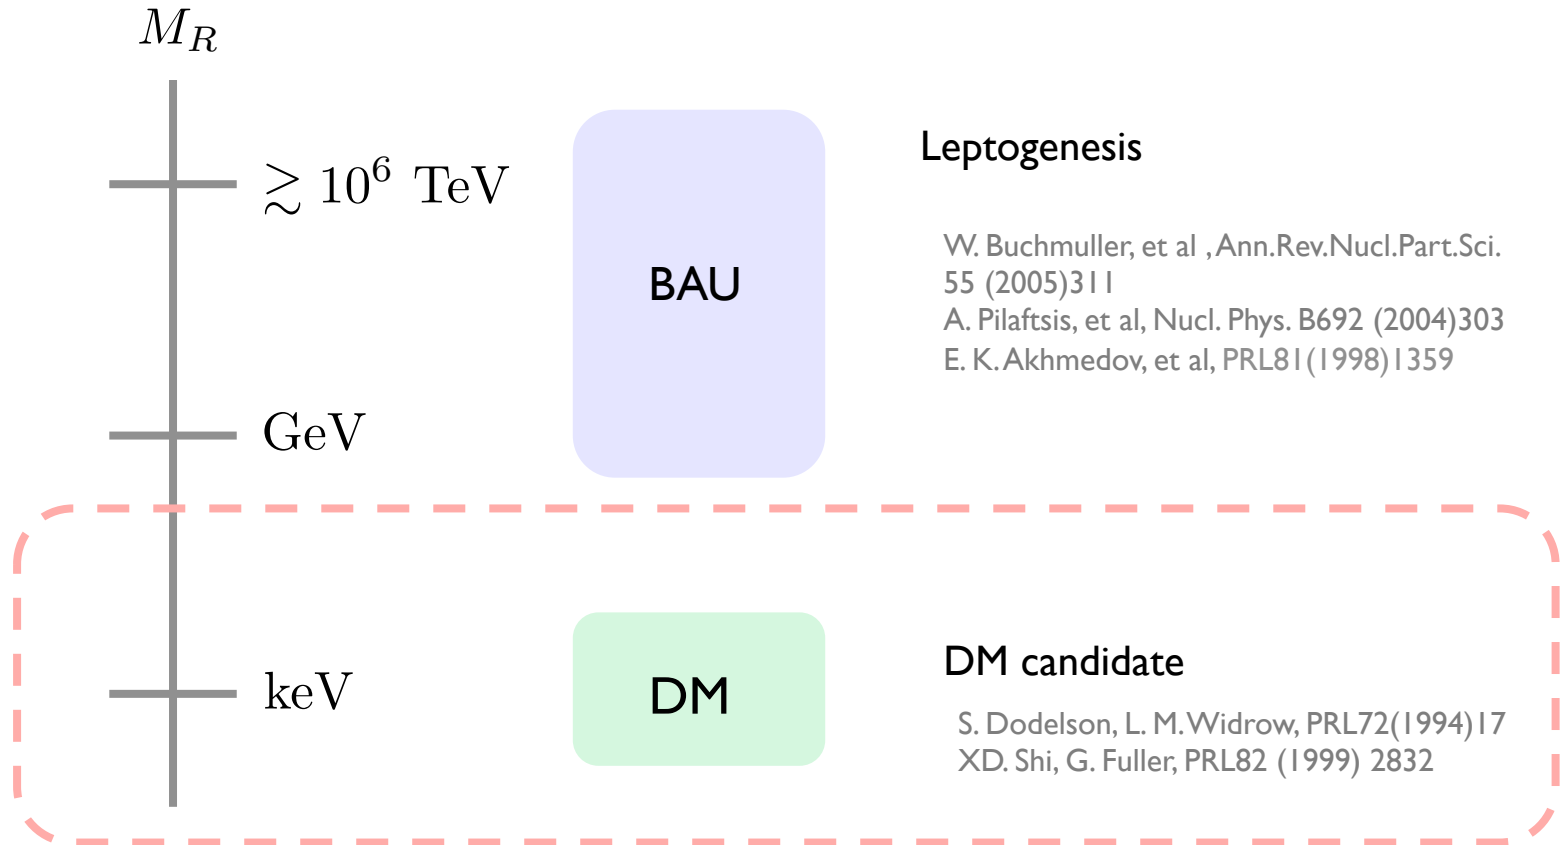 M_R
≳ 10^6 TeV
GeV
keV
BAU
DM
Leptogenesis
W. Buchmuller, et al , Ann.Rev.Nucl.Part.Sci.
55 (2005)311
A. Pilaftsis, et al, Nucl. Phys. B692 (2004)303
E. K. Akhmedov, et al, PRL81(1998)1359
DM candidate
S. Dodelson, L. M. Widrow, PRL72(1994)17
XD. Shi, G. Fuller, PRL82 (1999) 2832